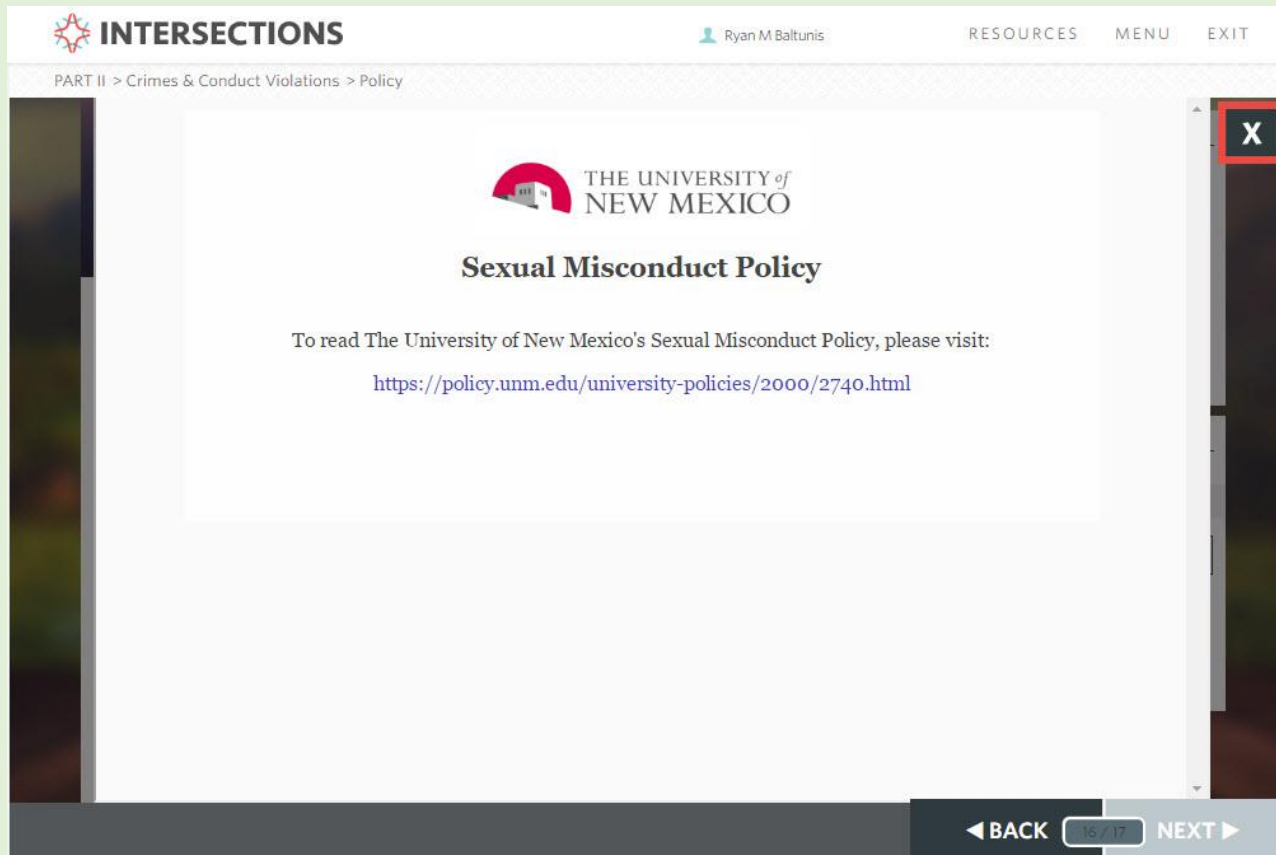 INTERSECTIONS
Ryan M Baltunis
RESOURCES MENU EXIT
PART II > Crimes & Conduct Violations > Policy
X
THE UNIVERSITY of
NEW MEXICO
Sexual Misconduct Policy
To read The University of New Mexico's Sexual Misconduct Policy, please visit:
https://policy.unm.edu/university-policies/2000/2740.html
◀ BACK 16 / 17 NEXT ▶